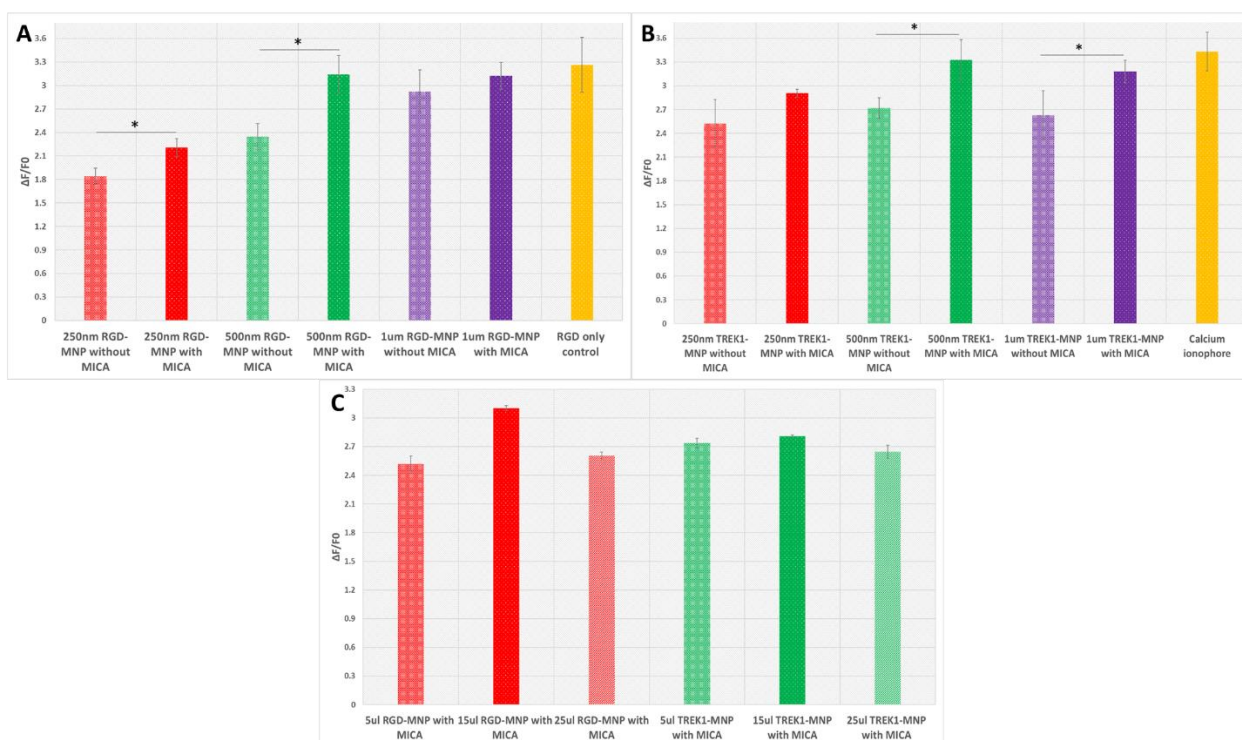 A
3.6
3.3
3
2.7
2.4
2.1
1.8
1.5
1.2
0.9
0.6
0.3
0
ΔF/F0
*
*
250nm RGD-MNP without MICA
250nm RGD-MNP with MICA
500nm RGD-MNP without MICA
500nm RGD-MNP with MICA
1um RGD-MNP without MICA
1um RGD-MNP with MICA
RGD only control
B
3.6
3.3
3
2.7
2.4
2.1
1.8
1.5
1.2
0.9
0.6
0.3
0
ΔF/F0
*
*
250nm TREK1-MNP without MICA
250nm TREK1-MNP with MICA
500nm TREK1-MNP without MICA
500nm TREK1-MNP with MICA
1um TREK1-MNP without MICA
1um TREK1-MNP with MICA
Calcium ionophore
C
3.3
3
2.7
2.4
2.1
1.8
1.5
1.2
0.9
0.6
0.3
0
ΔF/F0
5ul RGD-MNP with MICA
15ul RGD-MNP with MICA
25ul RGD-MNP with MICA
5ul TREK1-MNP with MICA
15ul TREK1-MNP with MICA
25ul TREK1-MNP with MICA